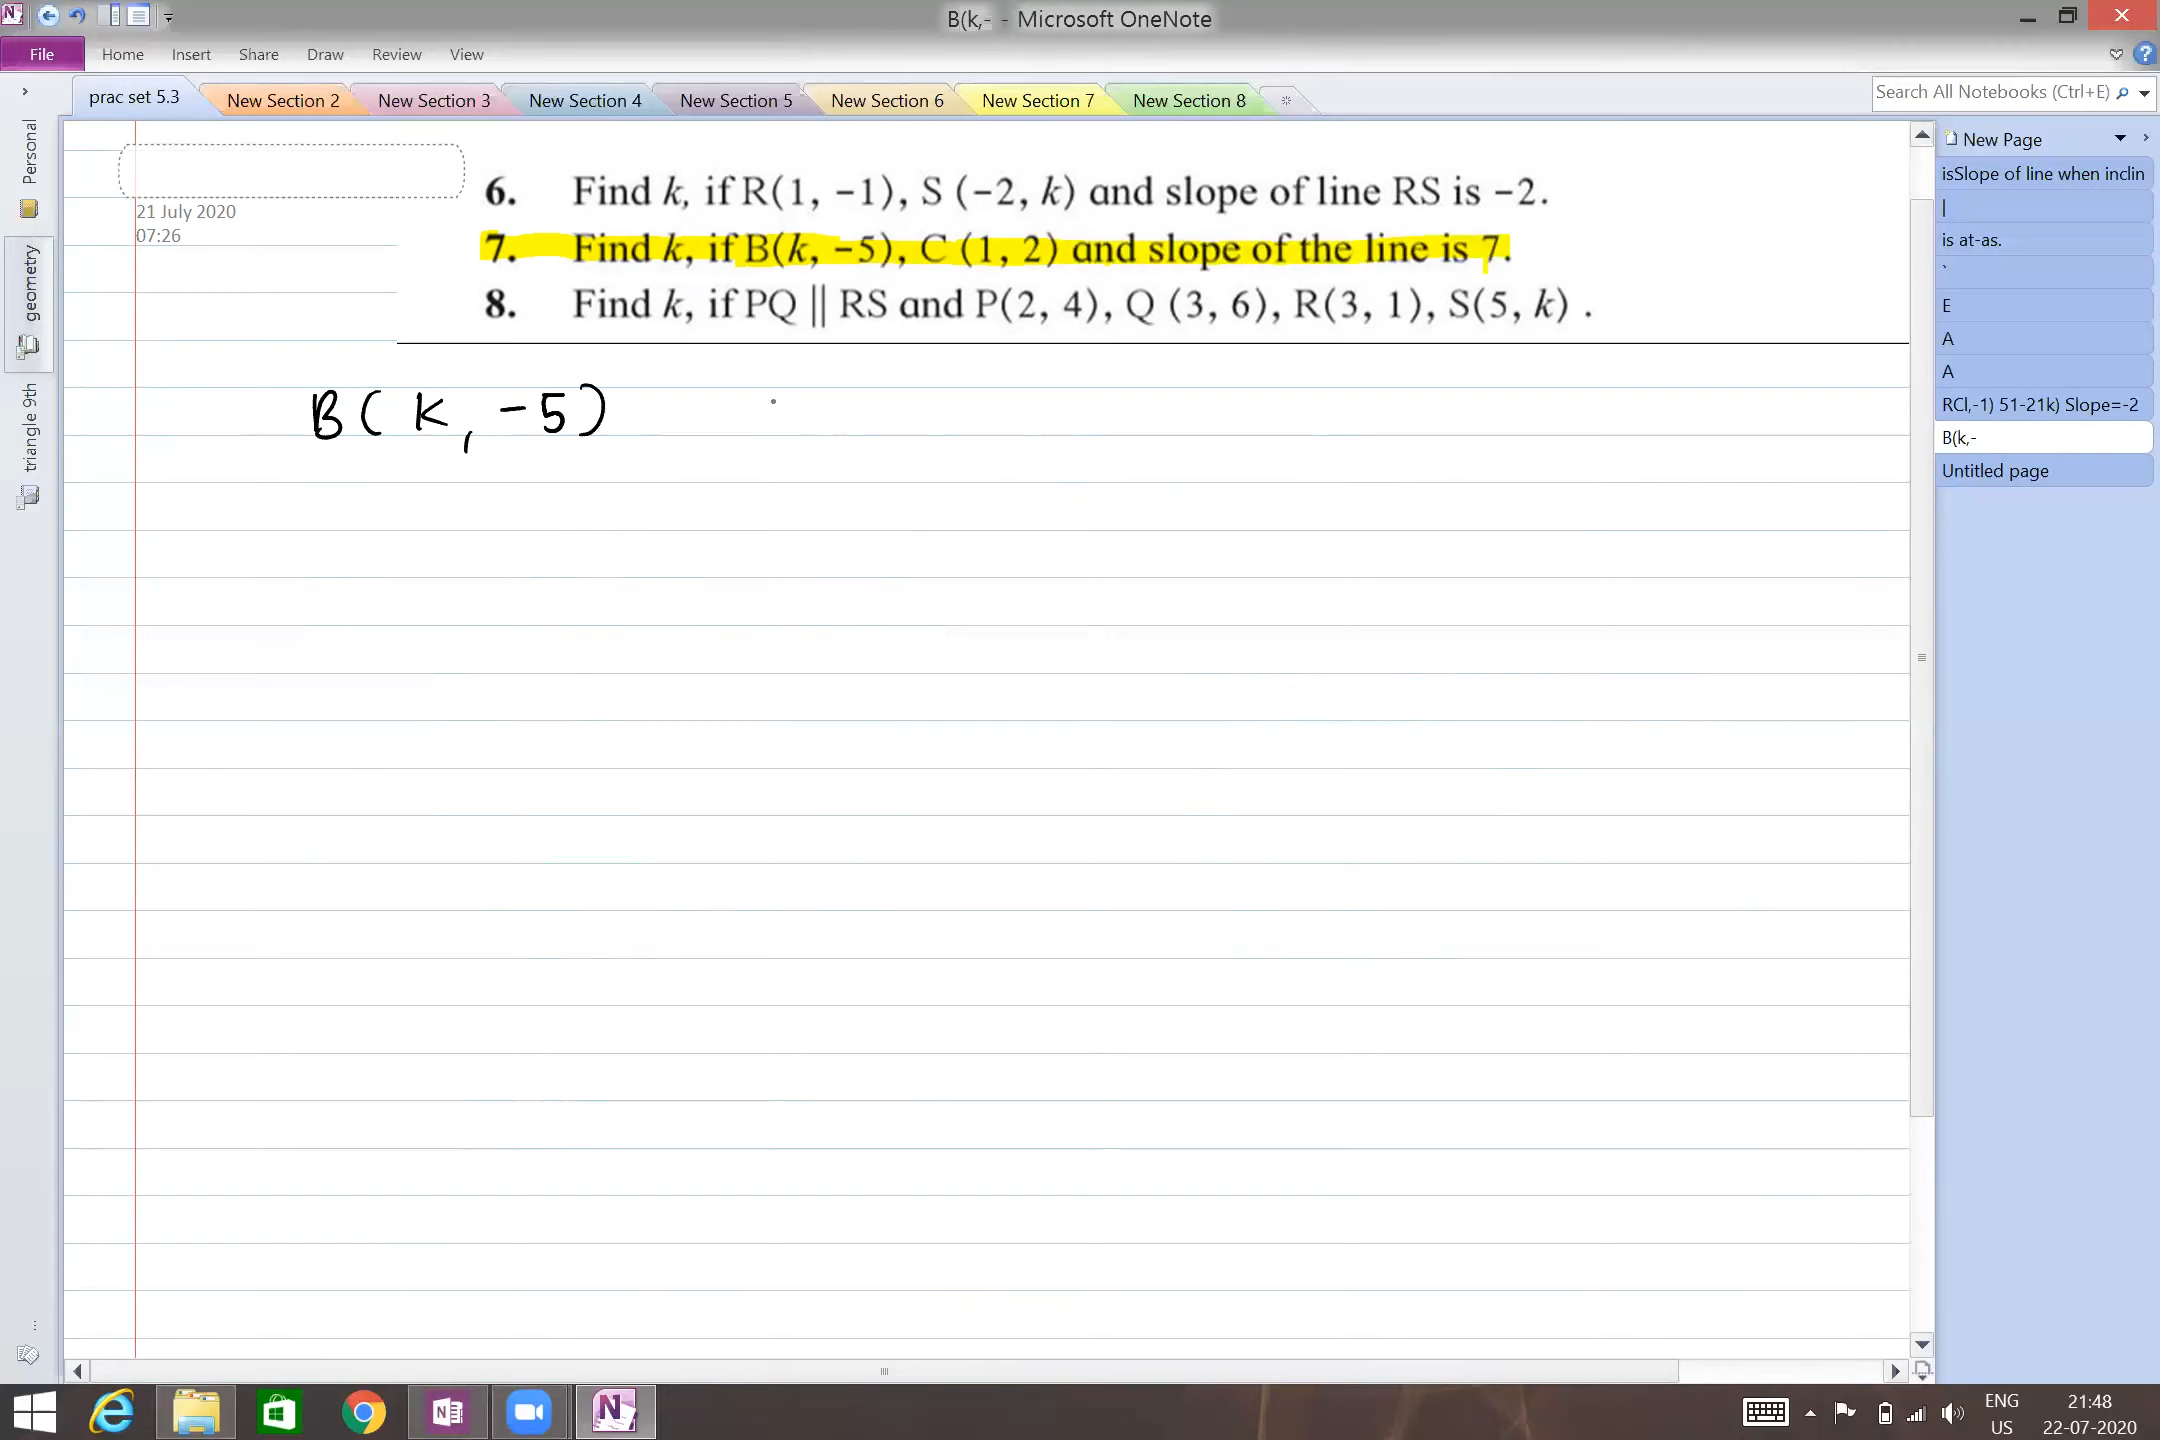 B(k,- - Microsoft OneNote
File Home Insert Share Draw Review View
prac set 5.3 New Section 2 New Section 3 New Section 4 New Section 5 New Section 6 New Section 7 New Section 8
Search All Notebooks (Ctrl+E)
Personal
geometry
triangle 9th
21 July 2020
07:26
6. Find k, if R(1, −1), S (−2, k) and slope of line RS is −2.
7. Find k, if B(k, −5), C (1, 2) and slope of the line is 7.
8. Find k, if PQ || RS and P(2, 4), Q (3, 6), R(3, 1), S(5, k) .
B( K, -5)
New Page
isSlope of line when inclin
|
is at-as.
`
E
A
A
RCl,-1) 51-21k) Slope=-2
B(k,-
Untitled page
ENG
US
21:48
22-07-2020